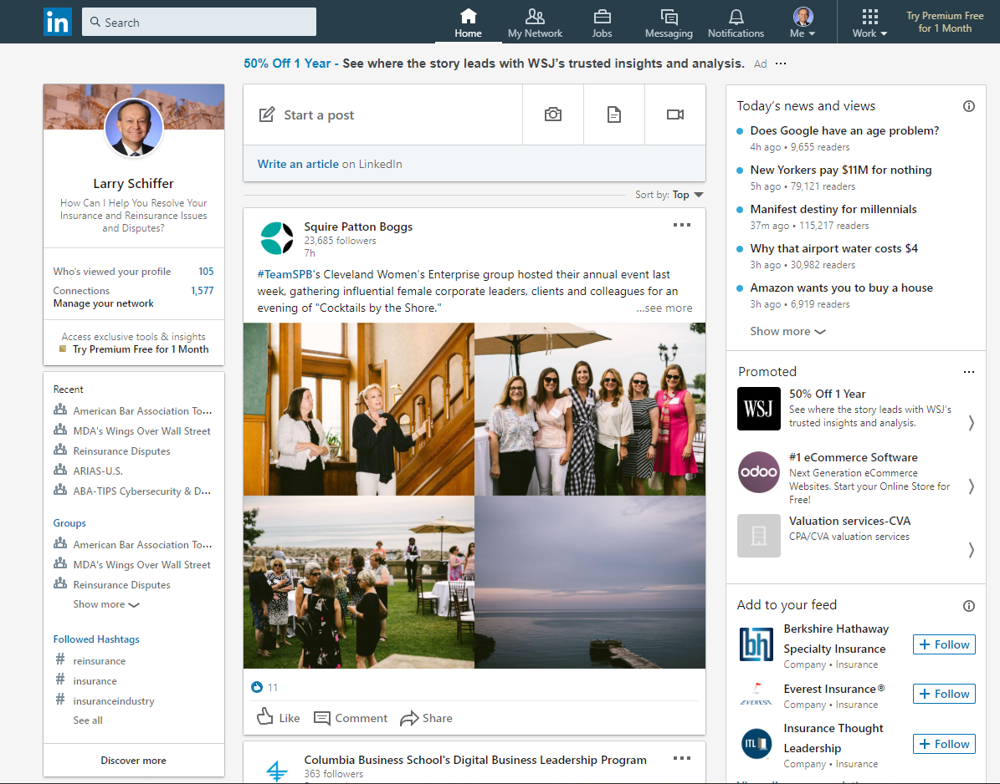 in
Search
Home
My Network
Jobs
Messaging
Notifications
Me
Work
Try Premium Free
for 1 Month
50% Off 1 Year - See where the story leads with WSJ's trusted insights and analysis. Ad ...
Larry Schiffer
How Can I Help You Resolve Your
Insurance and Reinsurance Issues
and Disputes?
Who's viewed your profile 105
Connections 1,577
Manage your network
Access exclusive tools & insights
Try Premium Free for 1 Month
Recent
American Bar Association To...
MDA's Wings Over Wall Street
Reinsurance Disputes
ARIAS-U.S.
ABA-TIPS Cybersecurity & D...
Groups
American Bar Association To...
MDA's Wings Over Wall Street
Reinsurance Disputes
Show more
Followed Hashtags
# reinsurance
# insurance
# insuranceindustry
See all
Discover more
Start a post
Write an article on LinkedIn
Sort by: Top
Squire Patton Boggs
23,685 followers
7h
#TeamSPB's Cleveland Women's Enterprise group hosted their annual event last
week, gathering influential female corporate leaders, clients and colleagues for an
evening of "Cocktails by the Shore."
...see more
11
Like
Comment
Share
Columbia Business School's Digital Business Leadership Program
363 followers
Today's news and views
Does Google have an age problem?
4h ago • 9,655 readers
New Yorkers pay $11M for nothing
5h ago • 79,121 readers
Manifest destiny for millennials
37m ago • 115,217 readers
Why that airport water costs $4
3h ago • 30,982 readers
Amazon wants you to buy a house
3h ago • 6,919 readers
Show more
Promoted
WSJ
50% Off 1 Year
See where the story leads with WSJ's
trusted insights and analysis.
odoo
#1 eCommerce Software
Next Generation eCommerce
Websites. Start your Online Store for
Free!
Valuation services-CVA
CPA/CVA valuation services
Add to your feed
bh
Berkshire Hathaway
Specialty Insurance
Company • Insurance
+ Follow
EVEREST
Everest Insurance®
Company • Insurance
+ Follow
ITL
Insurance Thought
Leadership
Company • Insurance
+ Follow